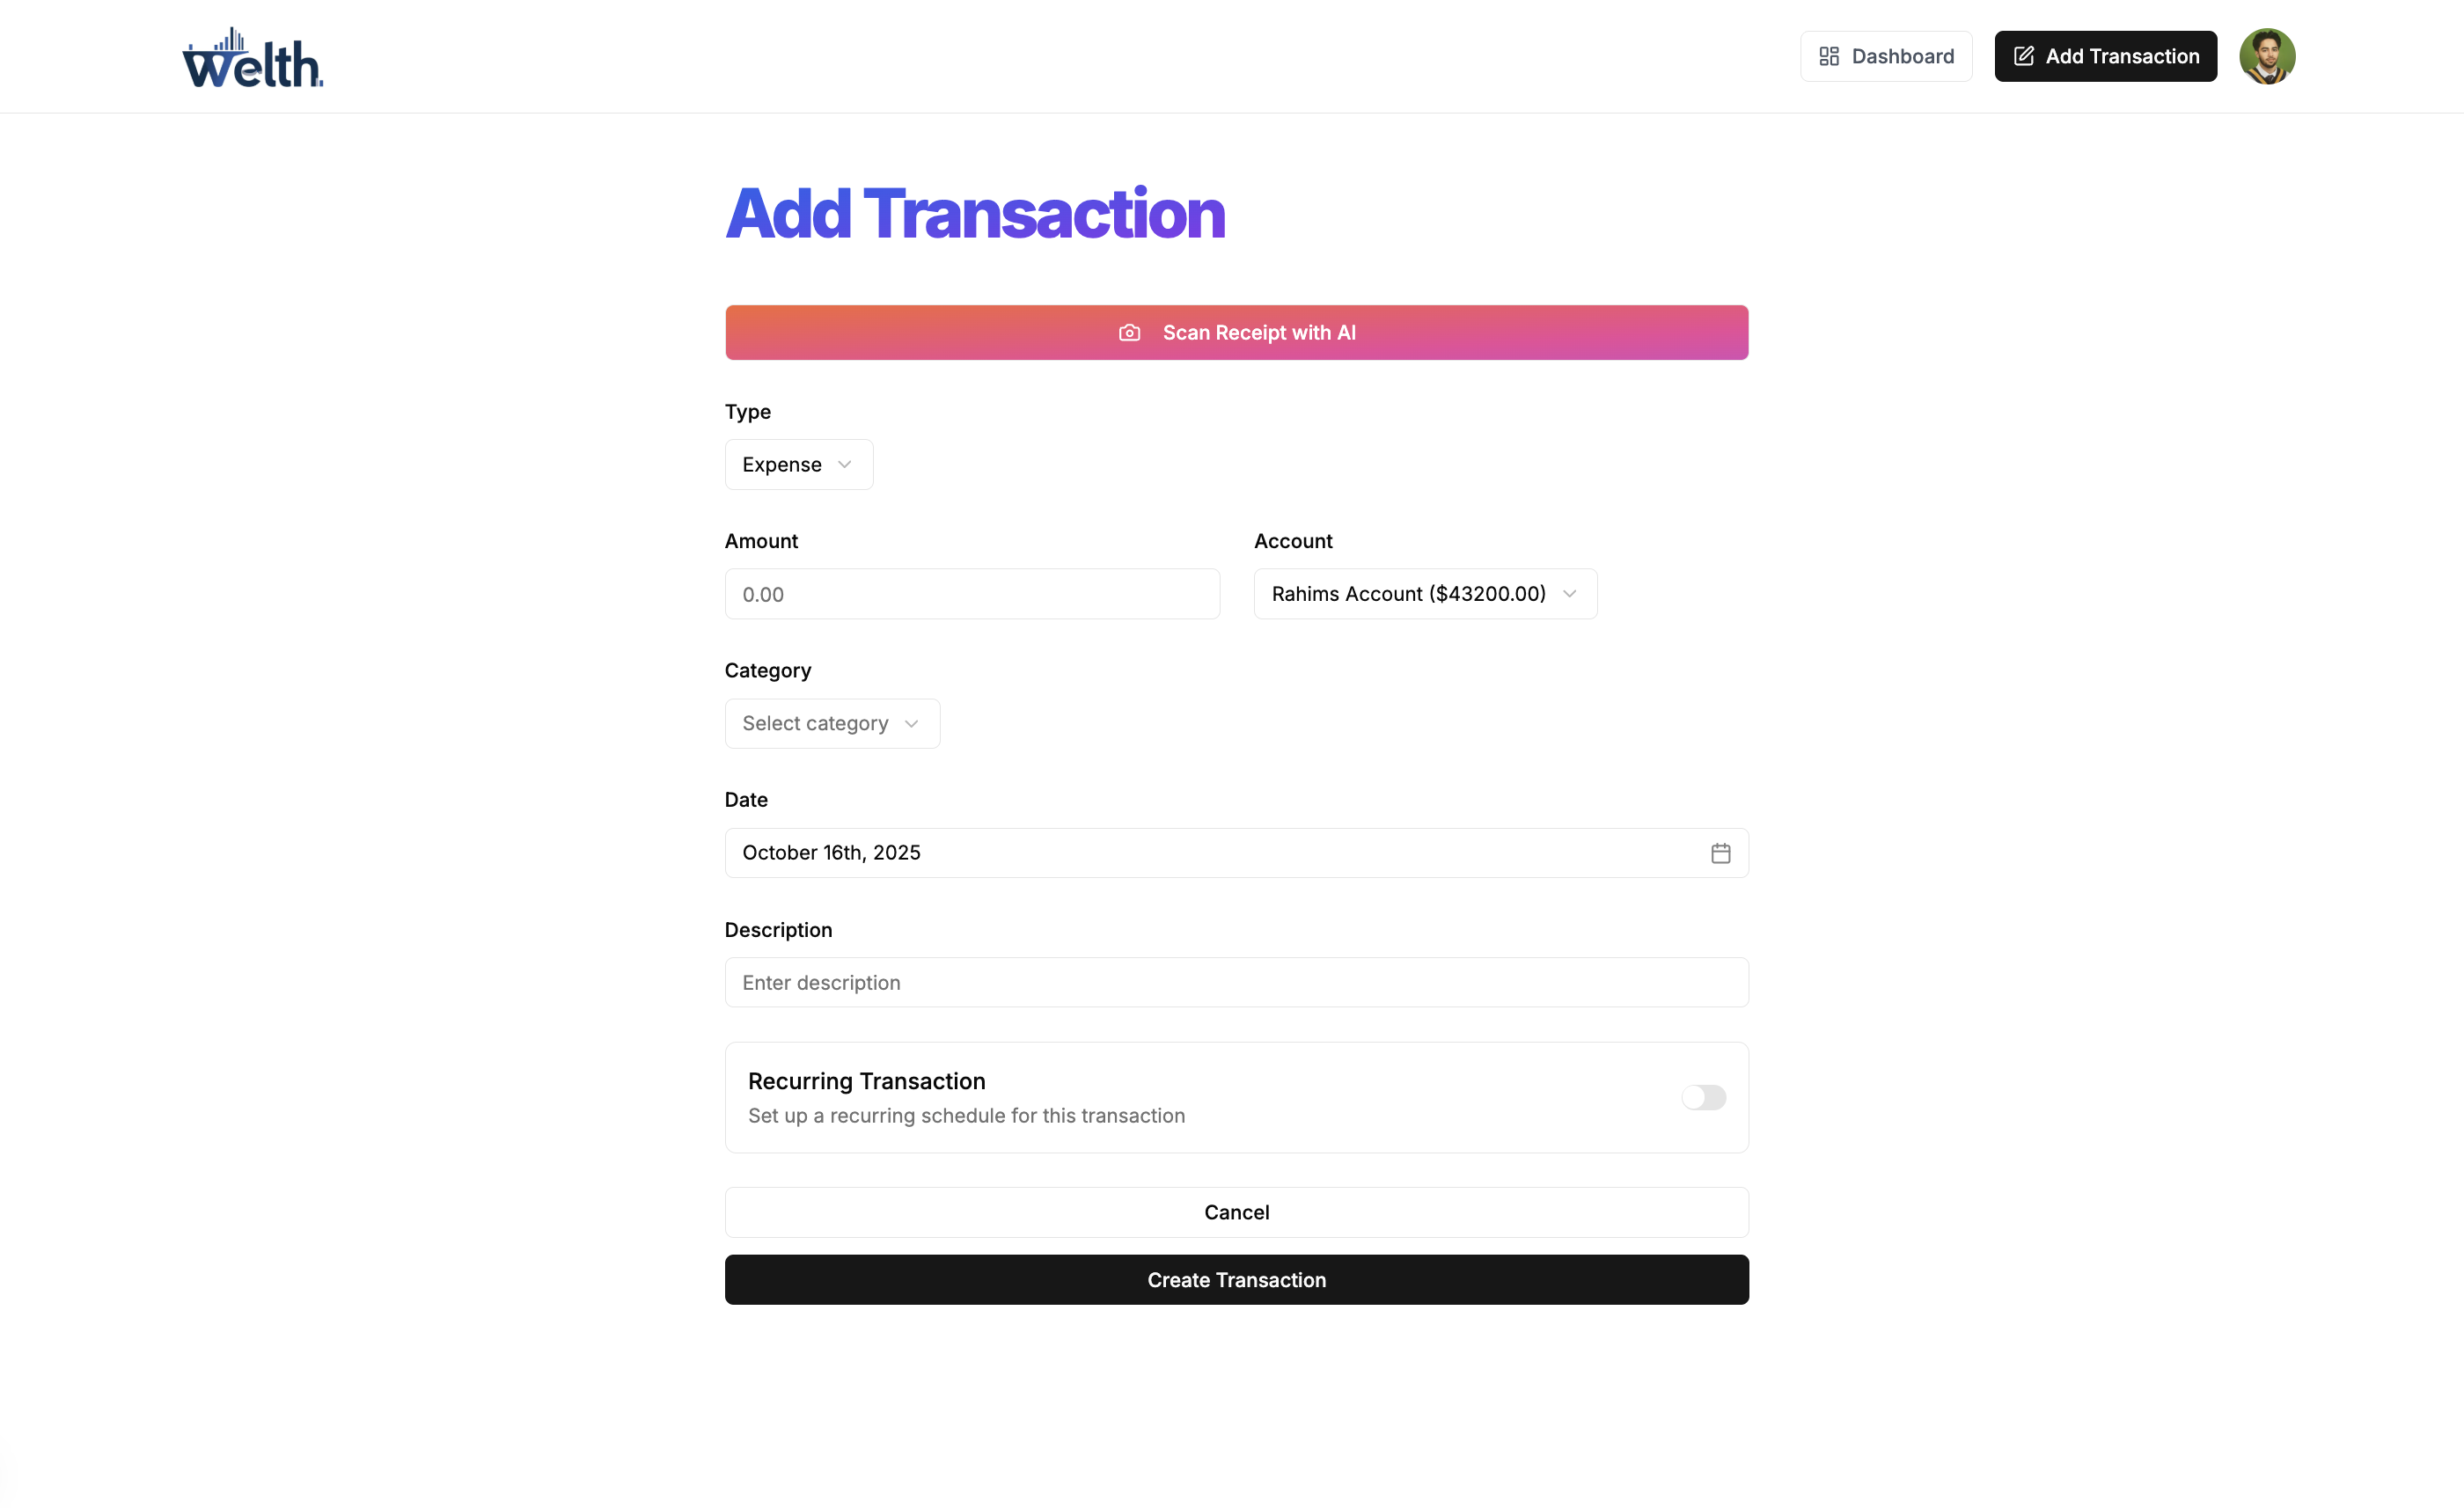 Welth.
Dashboard
Add Transaction
Add Transaction
Scan Receipt with AI
Type
Expense
Amount
Account
0.00
Rahims Account ($43200.00)
Category
Select category
Date
October 16th, 2025
Description
Enter description
Recurring Transaction
Set up a recurring schedule for this transaction
Cancel
Create Transaction